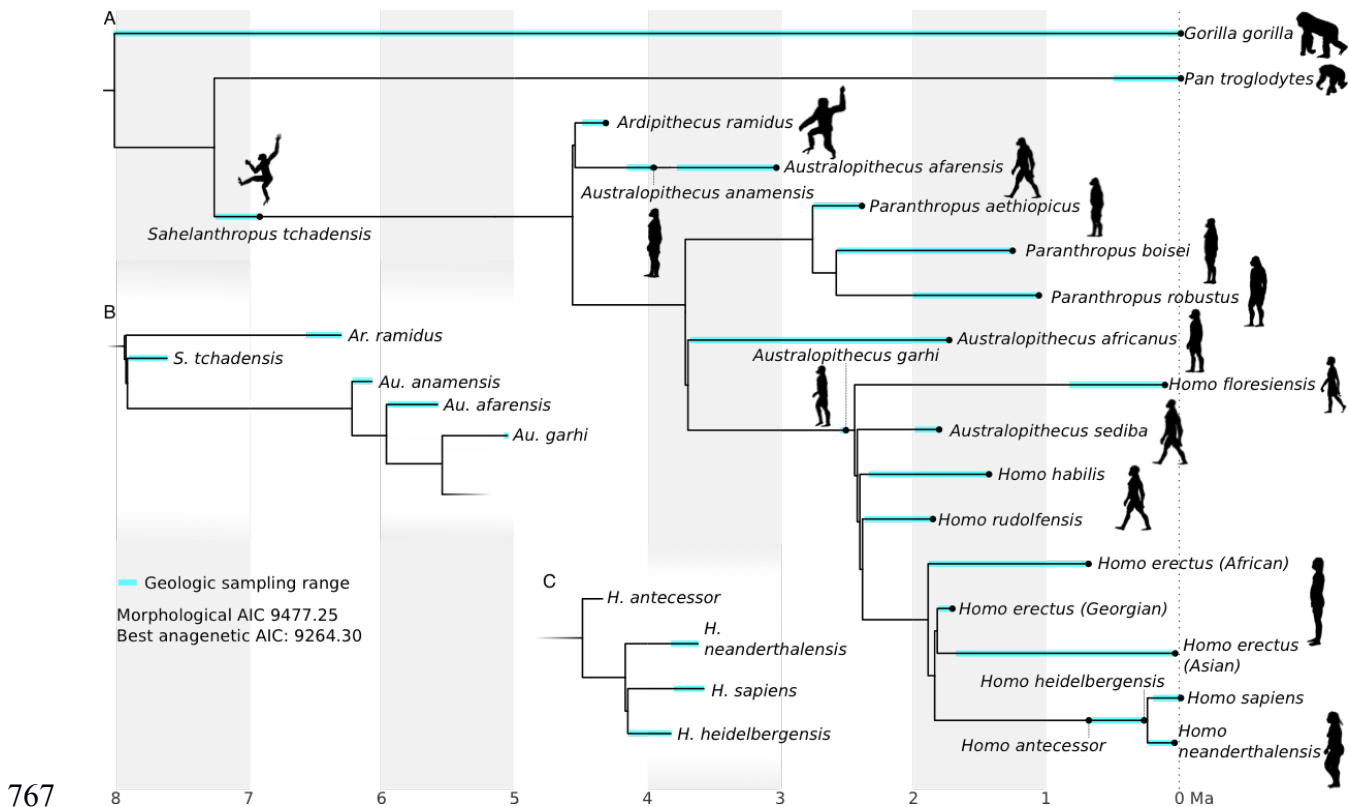 A
Gorilla gorilla
Pan troglodytes
Ardipithecus ramidus
Australopithecus afarensis
Australopithecus anamensis
Paranthropus aethiopicus
Sahelanthropus tchadensis
Paranthropus boisei
Paranthropus robustus
B
Ar. ramidus
S. tchadensis
Au. anamensis
Au. afarensis
Au. garhi
Australopithecus africanus
Australopithecus garhi
Homo floresiensis
Australopithecus sediba
Homo habilis
Homo rudolfensis
Homo erectus (African)
Homo erectus (Georgian)
Homo erectus
(Asian)
Homo heidelbergensis
Homo sapiens
Homo antecessor
Homo
neanderthalensis
Geologic sampling range
Morphological AIC 9477.25
Best anagenetic AIC: 9264.30
C
H. antecessor
H.
neanderthalensis
H. sapiens
H. heidelbergensis
767
8 7 6 5 4 3 2 1 0 Ma